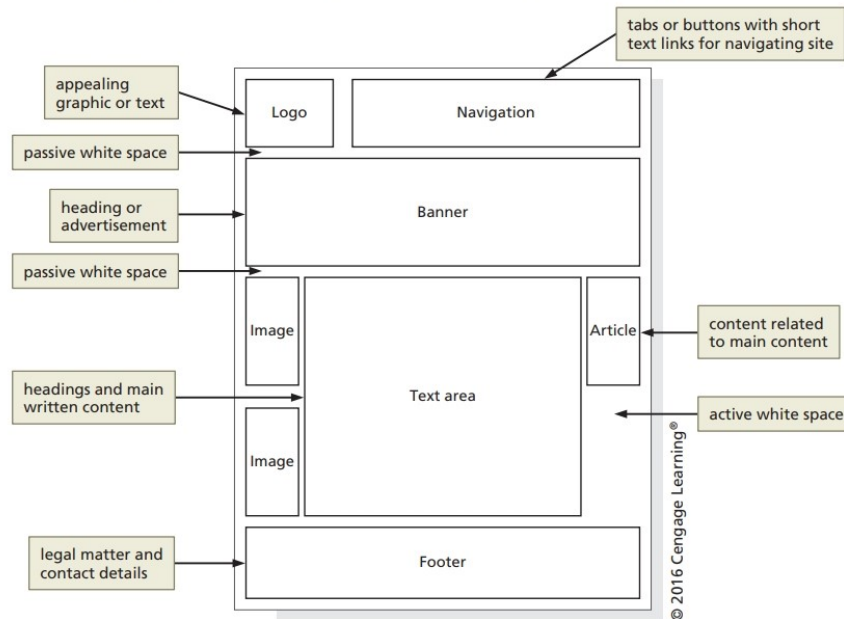 tabs or buttons with short
text links for navigating site
appealing
graphic or text
Logo
Navigation
passive white space
heading or
advertisement
Banner
passive white space
Image
Article
content related
to main content
headings and main
written content
Text area
active white space
Image
legal matter and
contact details
Footer
© 2016 Cengage Learning®